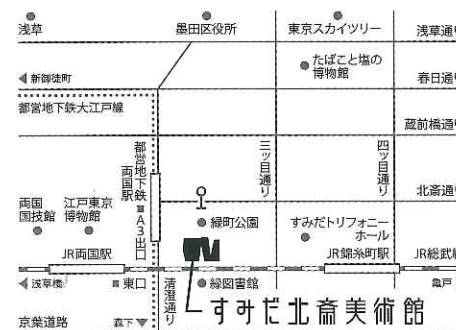 浅草
墨田区役所
東京スカイツリー
浅草通り
たばこと塩の
博物館
新御徒町
春日通り
都営地下鉄大江戸線
蔵前橋通り
都営地下鉄
両国駅
A3出口
三ツ目通り
四ツ目通り
両国
国技館
江戸東京
博物館
北斎通り
緑町公園
すみだトリフォニー
ホール
JR両国駅
JR錦糸町駅
JR総武線
浅草橋
東口
清澄通り
緑図書館
亀戸
京葉道路
森下
すみだ北斎美術館